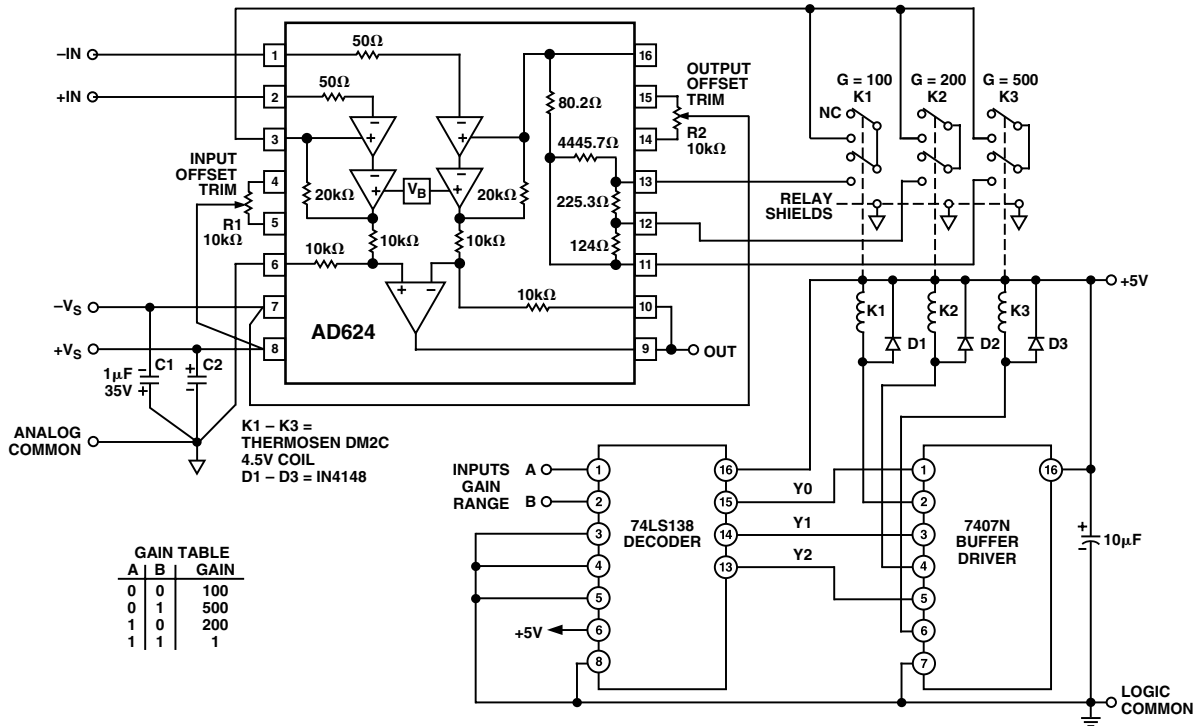 –IN
+IN
INPUT
OFFSET
TRIM
R1
10kΩ
–VS
+VS
1µF
35V
C1
C2
– +
+ –
ANALOG
COMMON
1
2
3
4
5
6
7
8
50Ω
50Ω
– +
– +
– +
+ –
VB
20kΩ
20kΩ
10kΩ
10kΩ
10kΩ
+ –
10kΩ
AD624
80.2Ω
4445.7Ω
225.3Ω
124Ω
16
15
14
13
12
11
10
9
OUT
OUTPUT
OFFSET
TRIM
R2
10kΩ
G = 100
K1
G = 200
K2
G = 500
K3
NC
RELAY
SHIELDS
+5V
K1
D1
K2
D2
K3
D3
K1 – K3 =
THERMOSEN DM2C
4.5V COIL
D1 – D3 = IN4148
INPUTS
GAIN
RANGE
A
B
1
2
3
4
5
6
8
+5V
74LS138
DECODER
16
15
14
13
Y0
Y1
Y2
1
2
3
4
5
6
7
7407N
BUFFER
DRIVER
16
+
–
10µF
LOGIC
COMMON
GAIN TABLE
A B GAIN
0 0 100
0 1 500
1 0 200
1 1 1